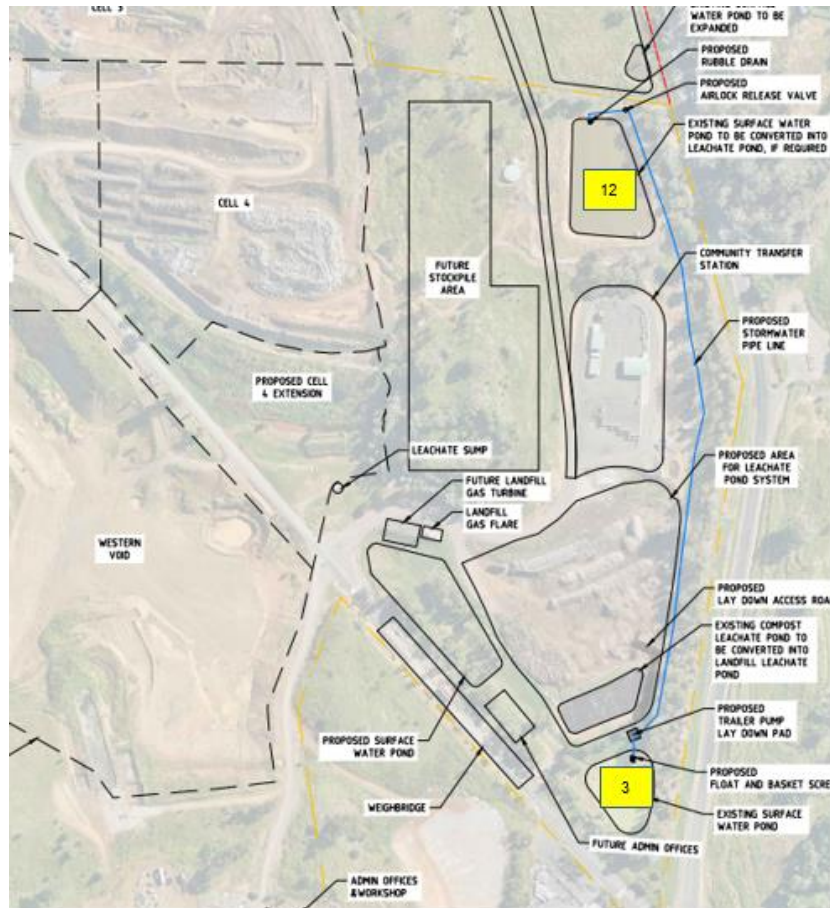 CELL 3
WATER POND TO BE
EXPANDED
PROPOSED
RUBBLE DRAIN
PROPOSED
AIRLOCK RELEASE VALVE
EXISTING SURFACE WATER
POND TO BE CONVERTED INTO
LEACHATE POND, IF REQUIRED
12
CELL 4
FUTURE
STOCKPILE
AREA
COMMUNITY TRANSFER
STATION
PROPOSED
STORMWATER
PIPE LINE
PROPOSED CELL
4 EXTENSION
LEACHATE SUMP
PROPOSED AREA
FOR LEACHATE
POND SYSTEM
FUTURE LANDFILL
GAS TURBINE
LANDFILL
GAS FLARE
WESTERN
VOID
PROPOSED
LAY DOWN ACCESS ROA
EXISTING COMPOST
LEACHATE POND TO
BE CONVERTED INTO
LANDFILL LEACHATE
POND
PROPOSED
TRAILER PUMP
LAY DOWN PAD
PROPOSED SURFACE
WATER POND
PROPOSED
FLOAT AND BASKET SCRE
3
WEIGHBRIDGE
EXISTING SURFACE
WATER POND
FUTURE ADMIN OFFICES
ADMIN OFFICES
&WORKSHOP